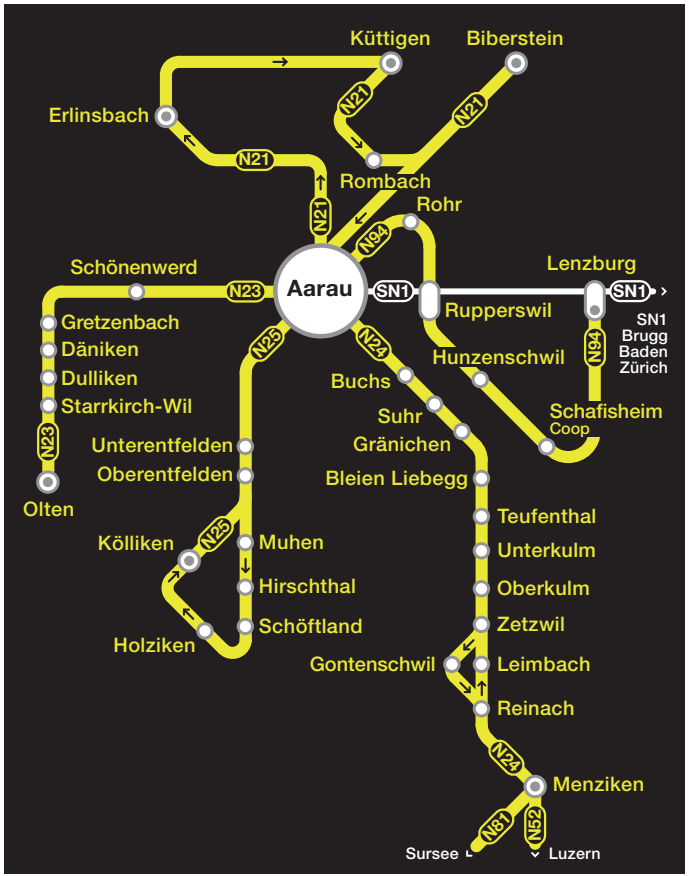 Küttigen
Biberstein
N21
N21
Erlinsbach
N21
Rombach
N21
Rohr
N94
Schönenwerd
N23
Aarau
SN1
Lenzburg
SN1
Rupperswil
SN1
Brugg
Baden
Zürich
Gretzenbach
Däniken
Dulliken
Starrkirch-Wil
N23
Olten
N25
N24
Hunzenschwil
N94
Buchs
Suhr
Gränichen
Schafisheim
Coop
Unterentfelden
Oberentfelden
Bleien Liebegg
Teufenthal
Unterkulm
Oberkulm
Zetzwil
Kölliken
N25
Muhen
Hirschthal
Schöftland
Holziken
Gontenschwil
Leimbach
Reinach
N24
Menziken
N81
N52
Sursee
Luzern